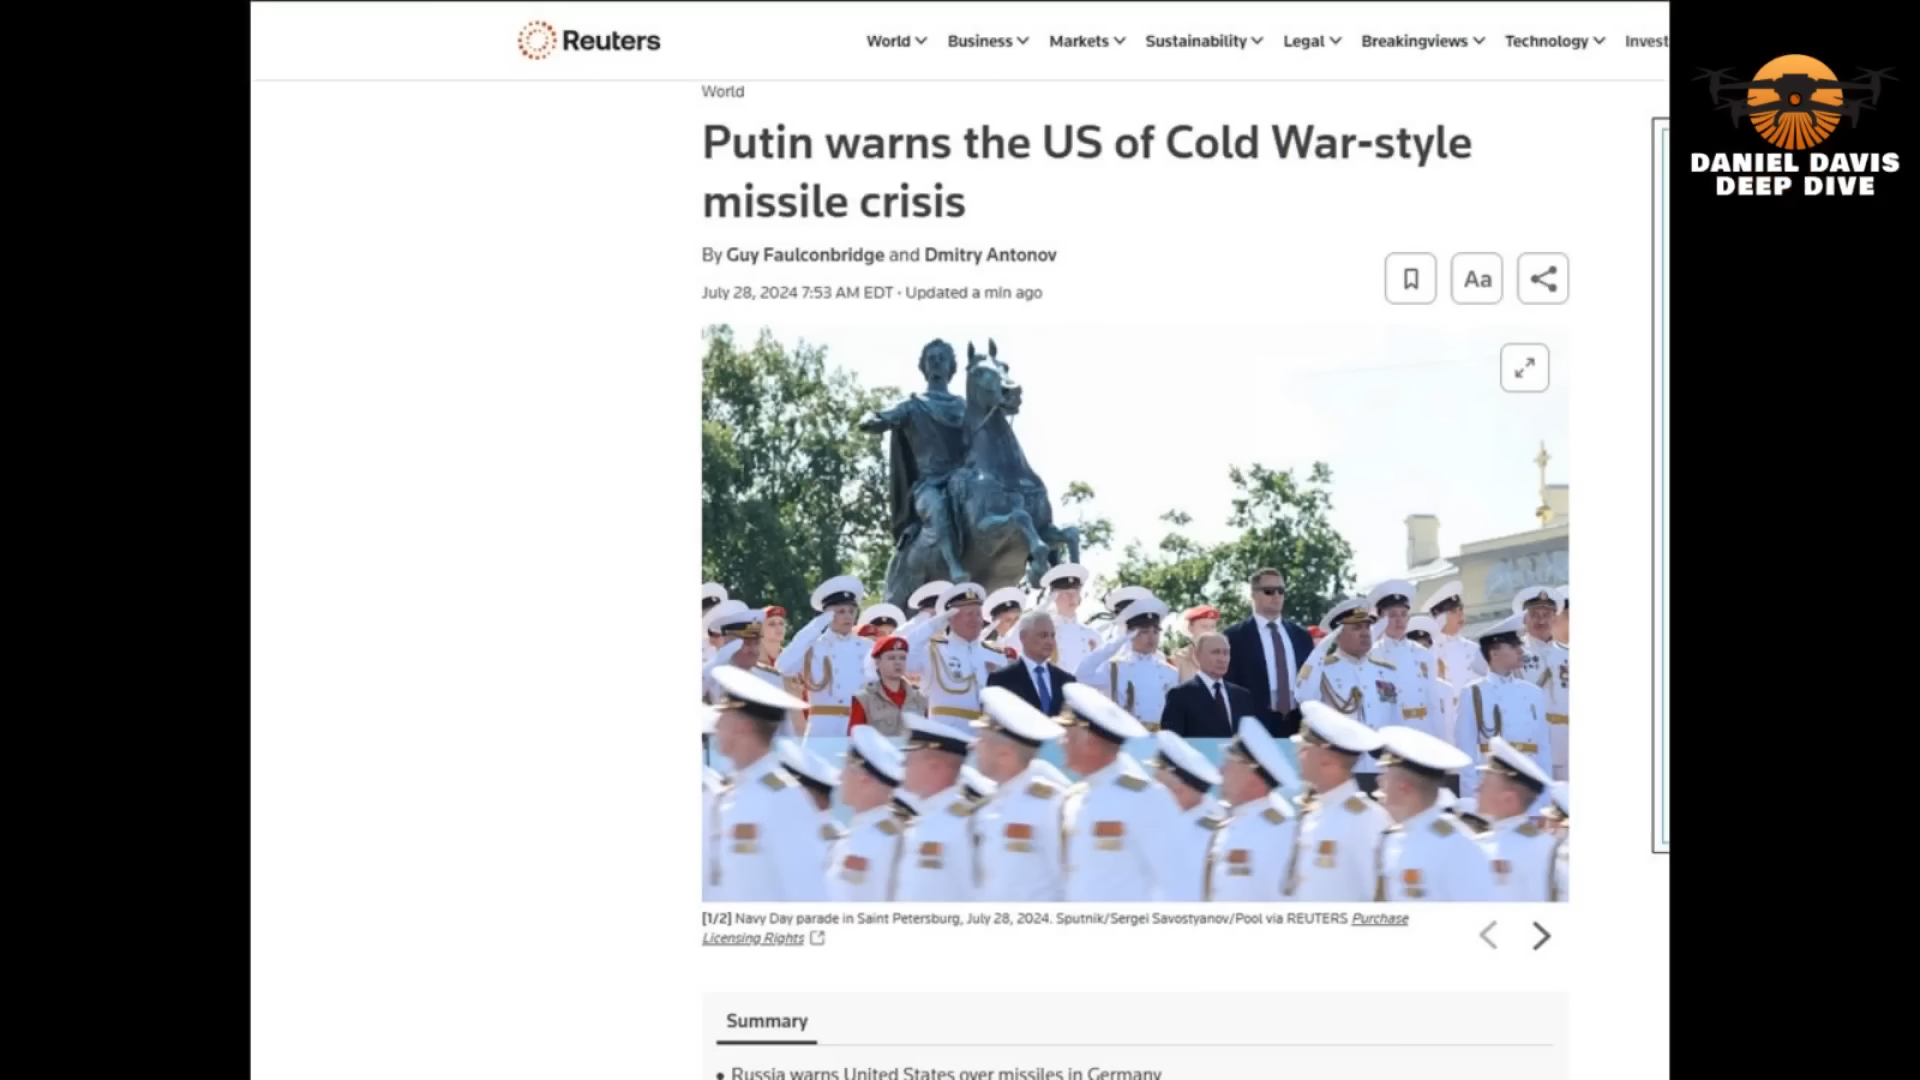 Reuters
World
Business
Markets
Sustainability
Legal
Breakingviews
Technology
Invest
DANIEL DAVIS
DEEP DIVE
World
Putin warns the US of Cold War-style
missile crisis
By Guy Faulconbridge and Dmitry Antonov
July 28, 2024 7:53 AM EDT · Updated a min ago
Aa
[1/2] Navy Day parade in Saint Petersburg, July 28, 2024. Sputnik/Sergei Savostyanov/Pool via REUTERS Purchase
Licensing Rights
Summary
• Russia warns United States over missiles in Germany